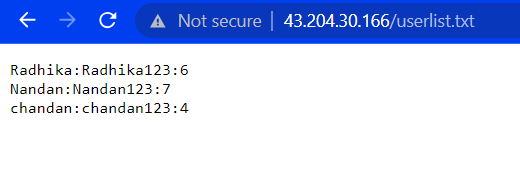 Not secure | 43.204.30.166/userlist.txt
Radhika:Radhika123:6
Nandan:Nandan123:7
chandan:chandan123:4